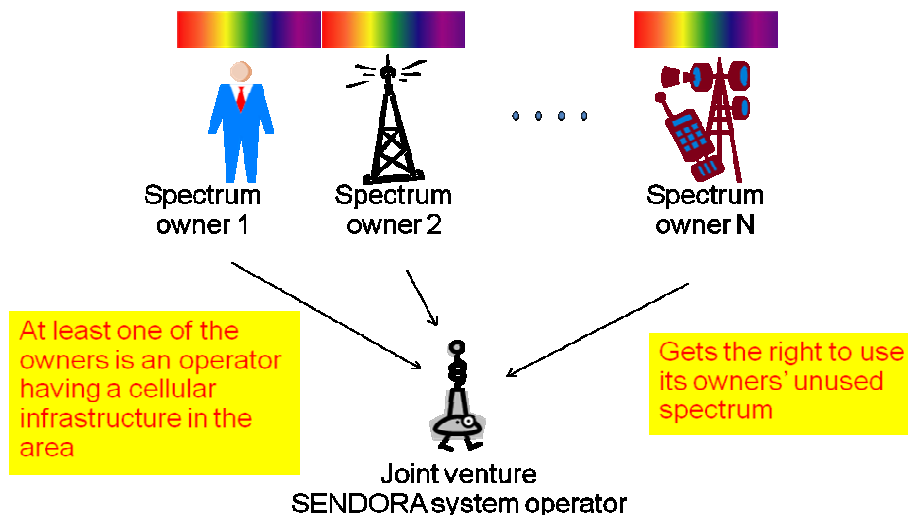 Spectrum
owner 1
Spectrum
owner 2
Spectrum
owner N
At least one of the
owners is an operator
having a cellular
infrastructure in the
area
Gets the right to use
its owners’ unused
spectrum
Joint venture
SENDORA system operator